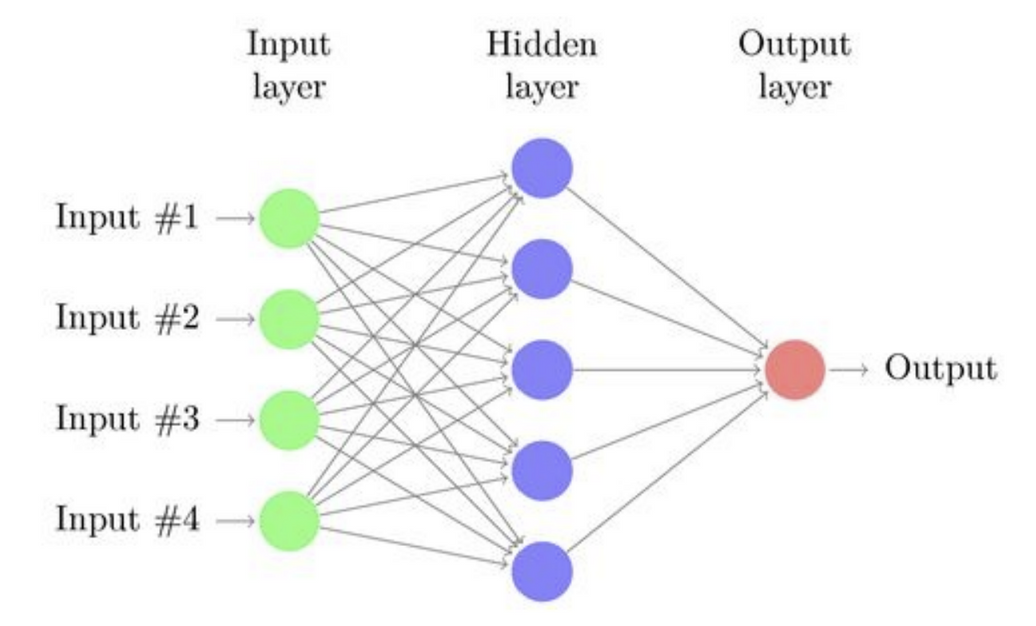 Input
layer
Hidden
layer
Output
layer
Input #1
Input #2
Input #3
Input #4
Output